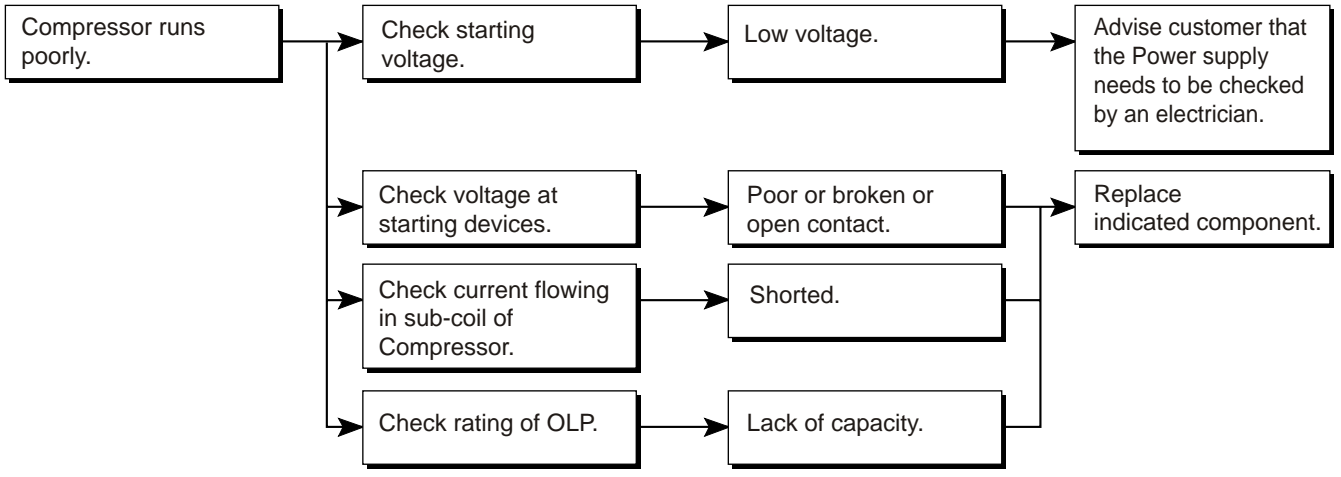 Compressor runs
poorly.
Check starting
voltage.
Low voltage.
Advise customer that
the Power supply
needs to be checked
by an electrician.
Check voltage at
starting devices.
Poor or broken or
open contact.
Replace
indicated component.
Check current flowing
in sub-coil of
Compressor.
Shorted.
Check rating of OLP.
Lack of capacity.